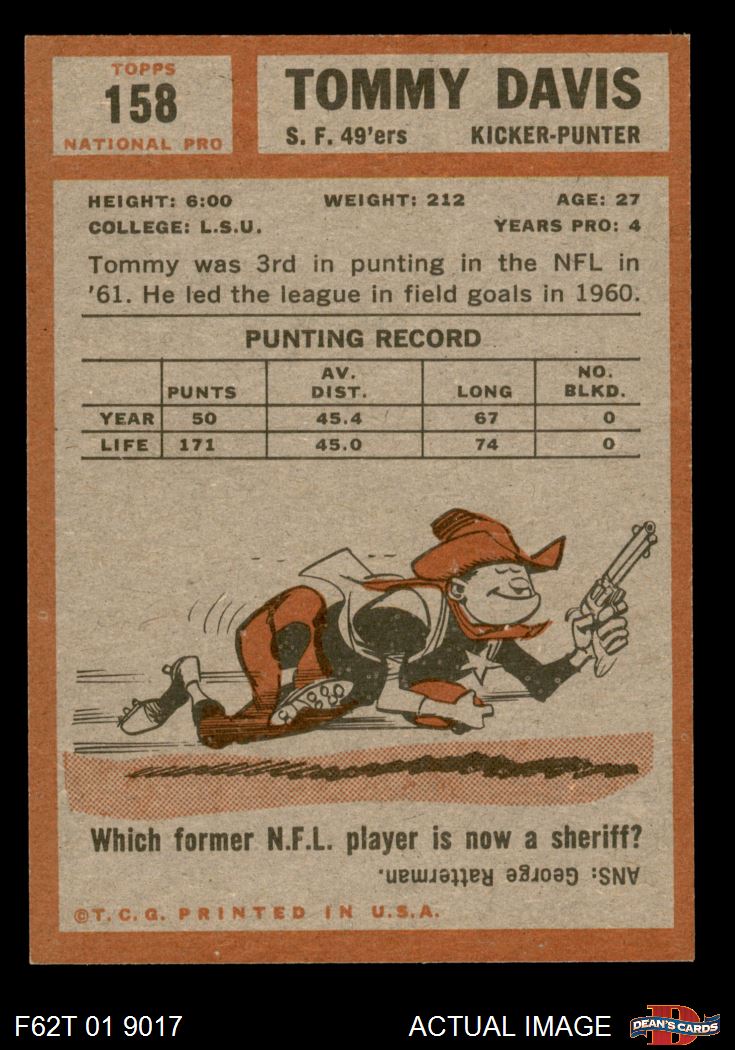 TOPPS
158
NATIONAL PRO
TOMMY DAVIS
S. F. 49'ers KICKER-PUNTER
HEIGHT: 6:00 WEIGHT: 212 AGE: 27
COLLEGE: L.S.U. YEARS PRO: 4
Tommy was 3rd in punting in the NFL in
'61. He led the league in field goals in 1960.
PUNTING RECORD
PUNTS AV. DIST. LONG NO. BLKD.
YEAR 50 45.4 67 0
LIFE 171 45.0 74 0
Which former N.F.L. player is now a sheriff?
ANS: George Ratterman.
©T.C.G. PRINTED IN U.S.A.
F62T 01 9017 ACTUAL IMAGE DEAN'S CARDS